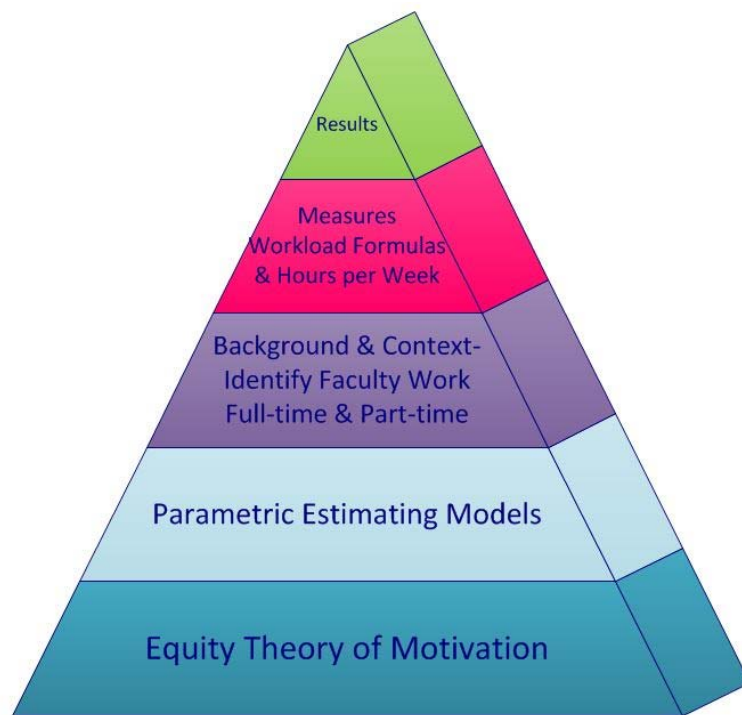 Results
Measures
Workload Formulas
& Hours per Week
Background & Context-
Identify Faculty Work
Full-time & Part-time
Parametric Estimating Models
Equity Theory of Motivation